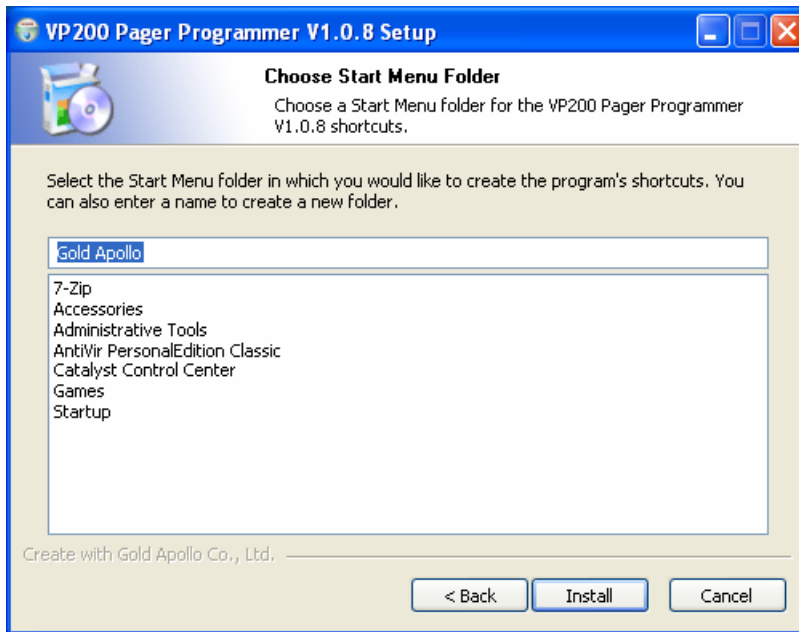 VP200 Pager Programmer V1.0.8 Setup
Choose Start Menu Folder
Choose a Start Menu folder for the VP200 Pager Programmer
V1.0.8 shortcuts.
Select the Start Menu folder in which you would like to create the program's shortcuts. You
can also enter a name to create a new folder.
Gold Apollo
7-Zip
Accessories
Administrative Tools
AntiVir PersonalEdition Classic
Catalyst Control Center
Games
Startup
Create with Gold Apollo Co., Ltd.
< Back Install Cancel